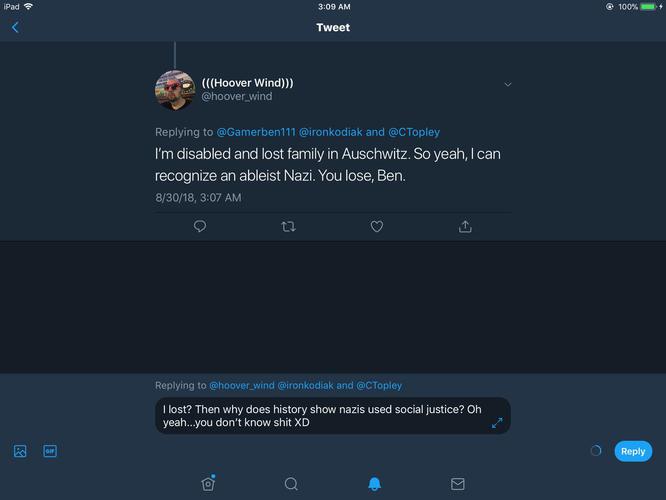 iPad 3:09 AM 100%
Tweet
(((Hoover Wind)))
@hoover_wind
Replying to @Gamerben111 @ironkodiak and @CTopley
I'm disabled and lost family in Auschwitz. So yeah, I can
recognize an ableist Nazi. You lose, Ben.
8/30/18, 3:07 AM
Replying to @hoover_wind @ironkodiak and @CTopley
I lost? Then why does history show nazis used social justice? Oh
yeah...you don't know shit XD
GIF
Reply